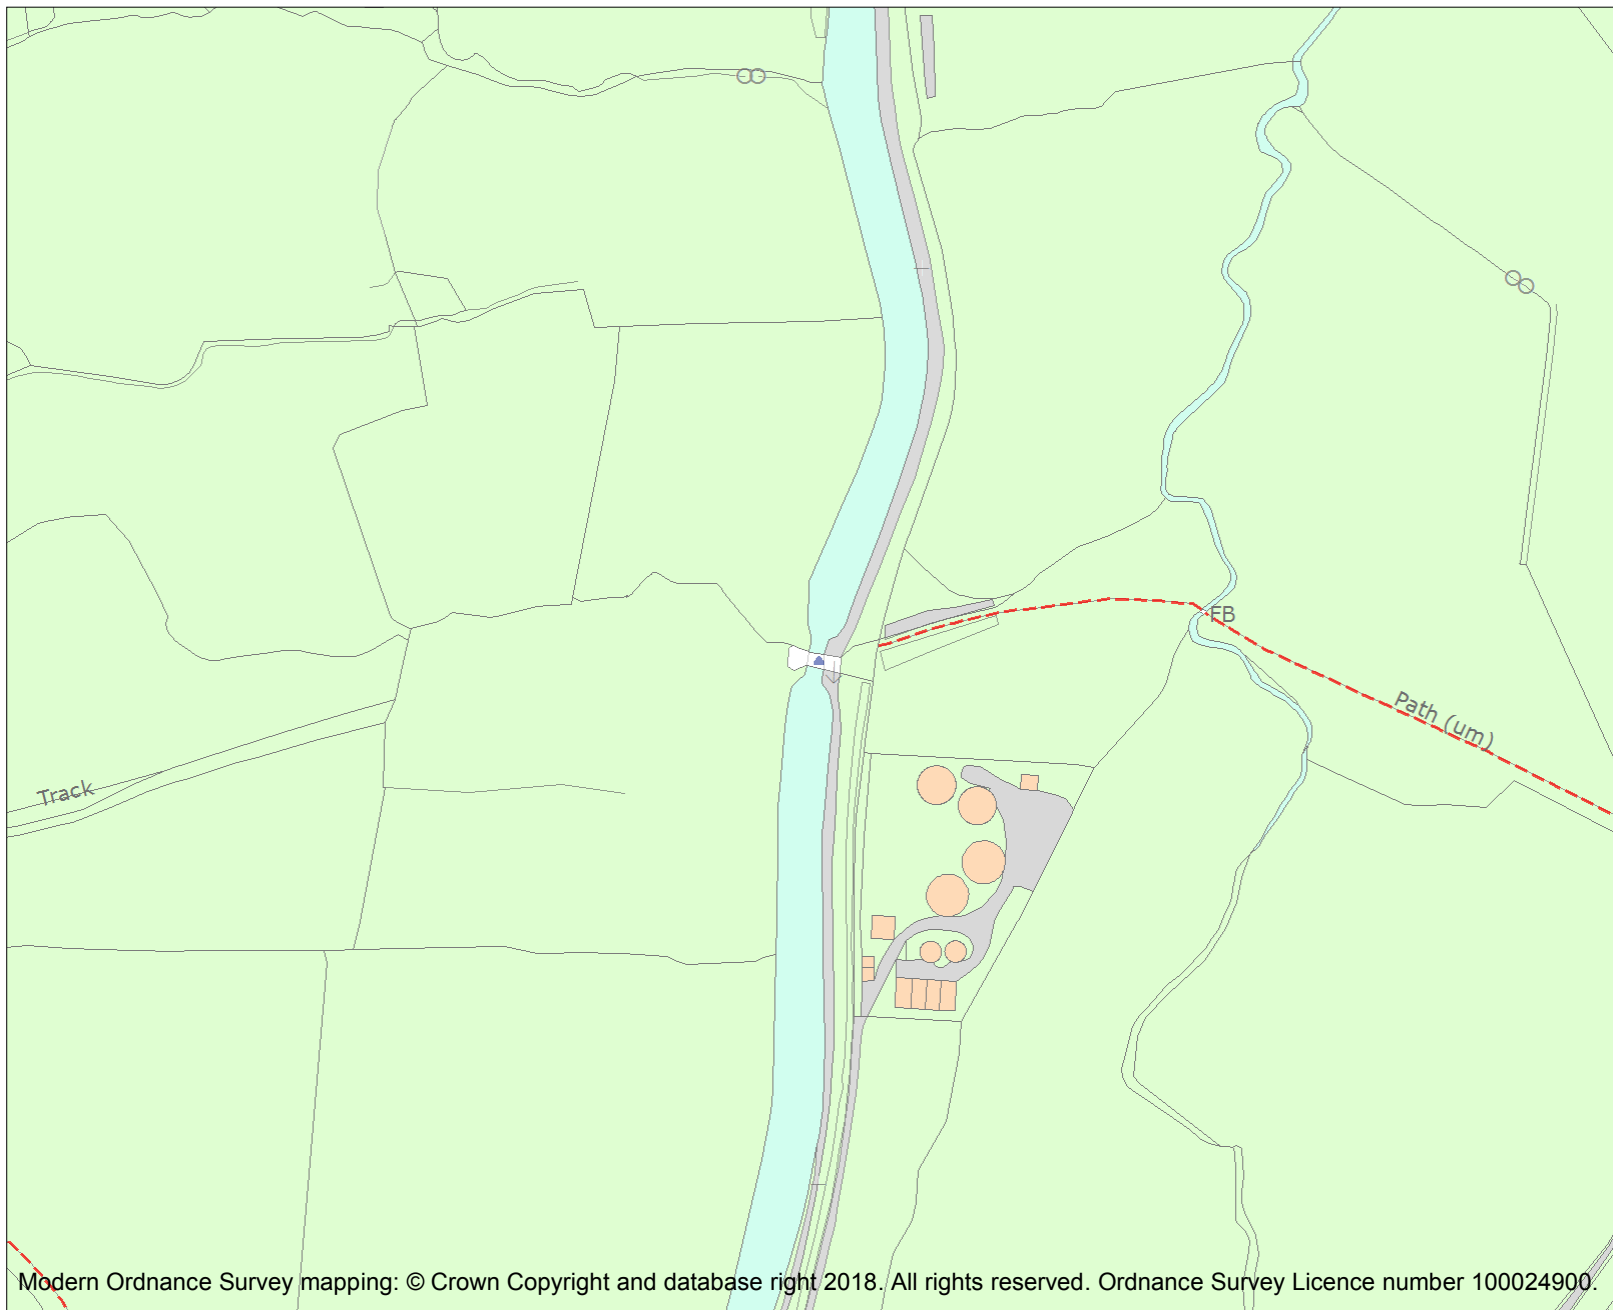 FB
Path (um)
Track
Modern Ordnance Survey mapping: © Crown Copyright and database right 2018. All rights reserved. Ordnance Survey Licence number 100024900.